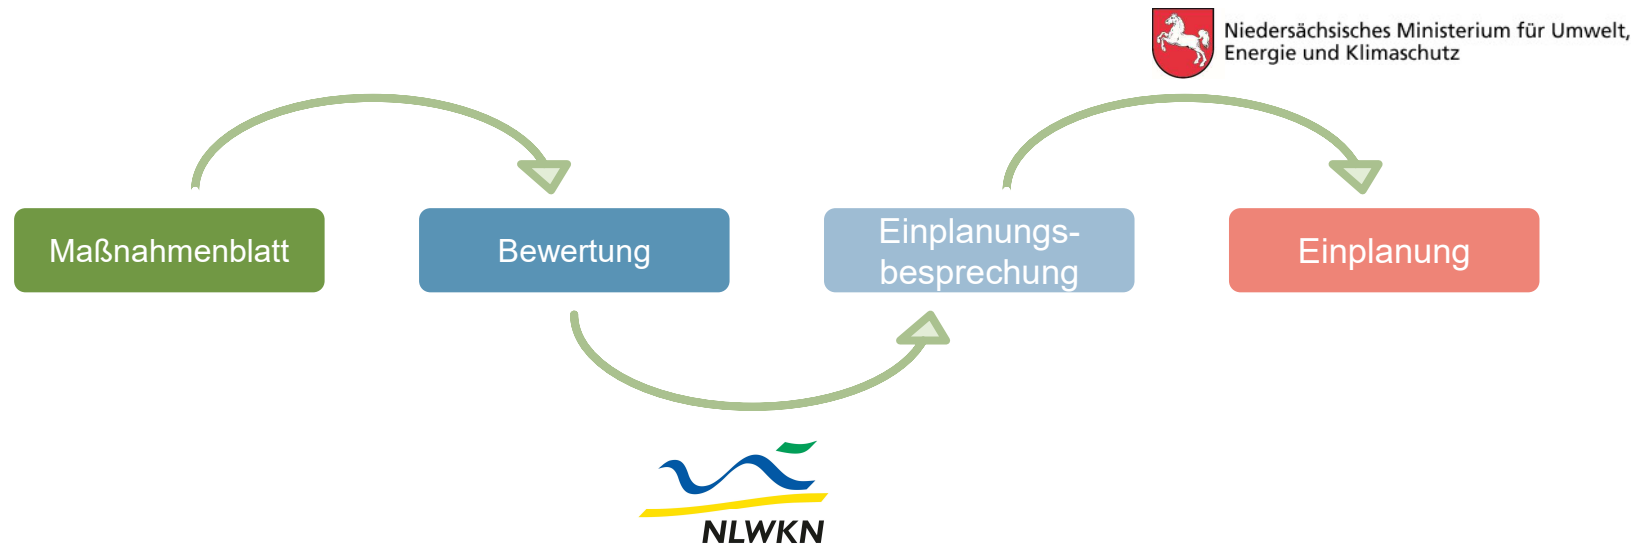 Niedersächsisches Ministerium für Umwelt,
Energie und Klimaschutz
Maßnahmenblatt
Bewertung
Einplanungs-
besprechung
Einplanung
NLWKN